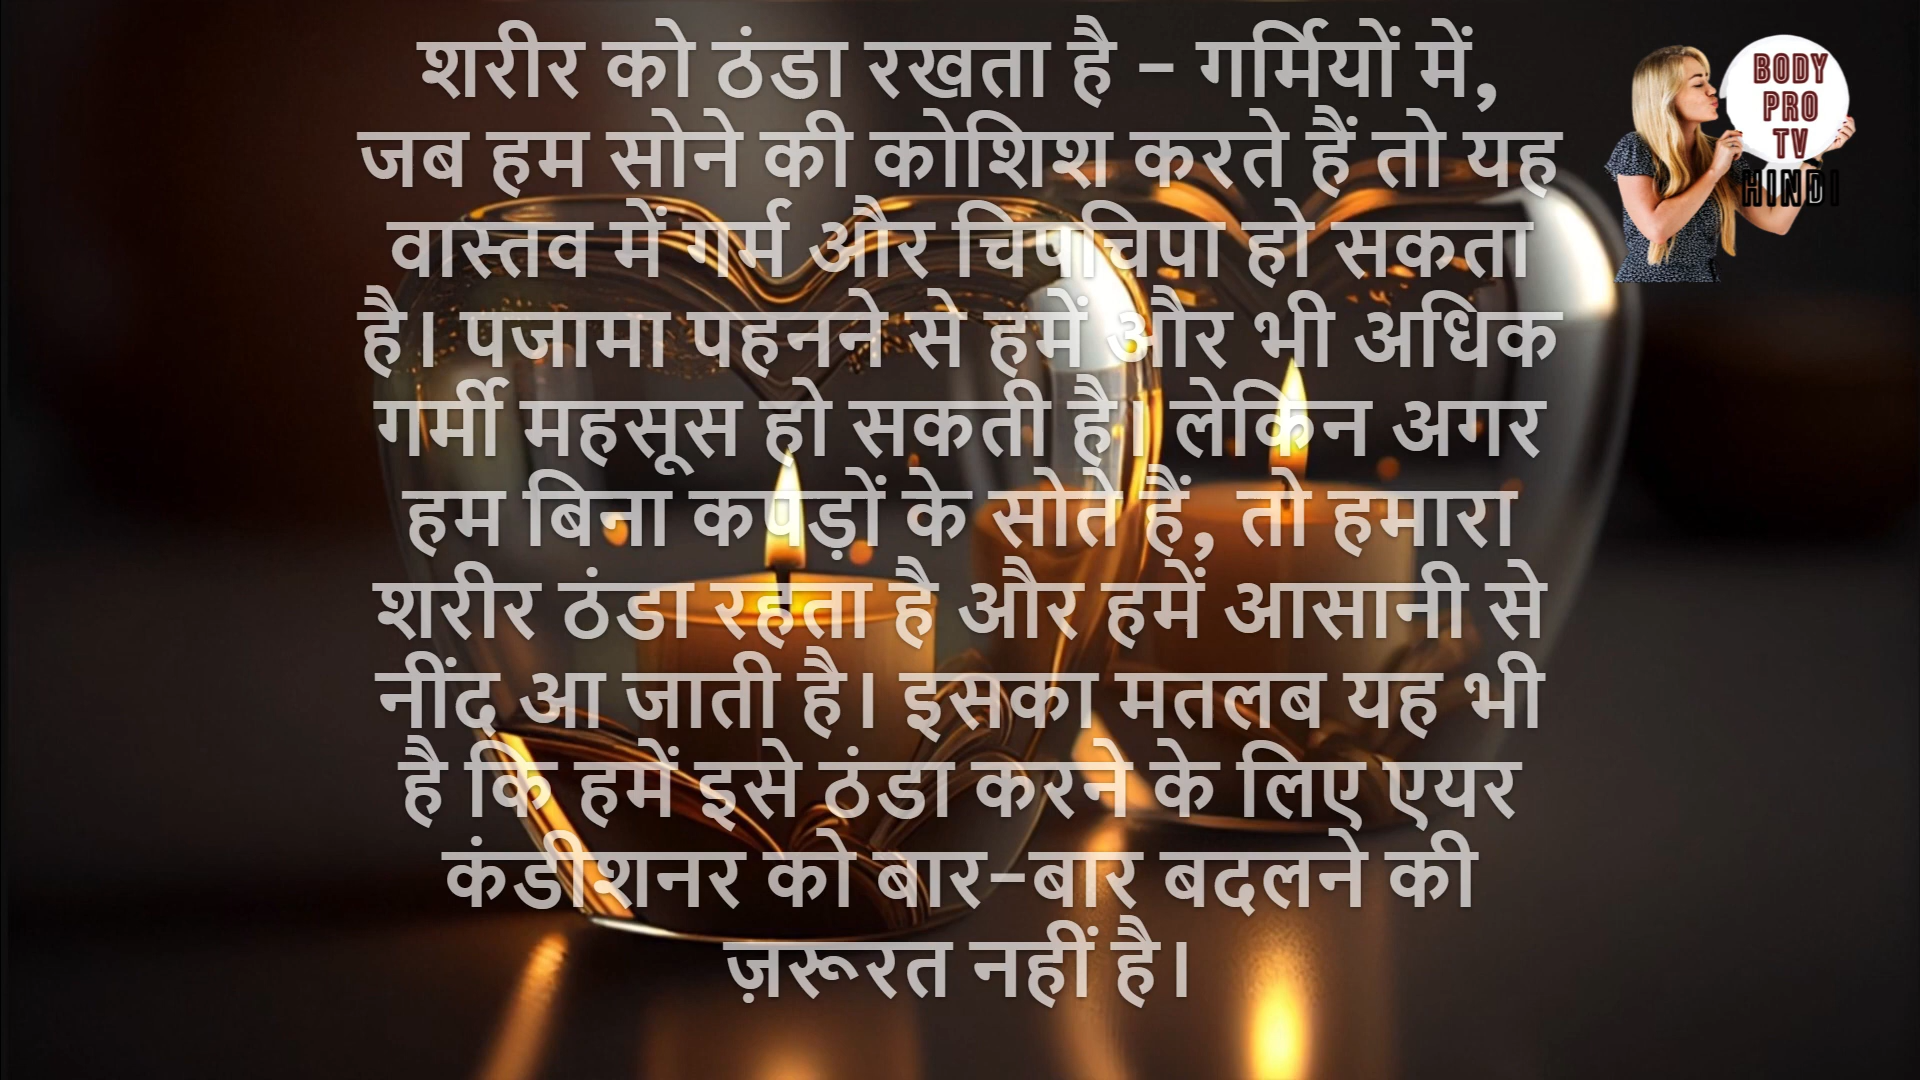 शरीर को ठंडा रखता है - गर्मियों में,
जब हम सोने की कोशिश करते हैं तो यह
वास्तव में गर्म और चिपचिपा हो सकता
है। पजामा पहनने से हमें और भी अधिक
गर्मी महसूस हो सकती है। लेकिन अगर
हम बिना कपड़ों के सोते हैं, तो हमारा
शरीर ठंडा रहता है और हमें आसानी से
नींद आ जाती है। इसका मतलब यह भी
है कि हमें इसे ठंडा करने के लिए एयर
कंडीशनर को बार-बार बदलने की
ज़रूरत नहीं है।
BODY
PRO
TV
HINDI